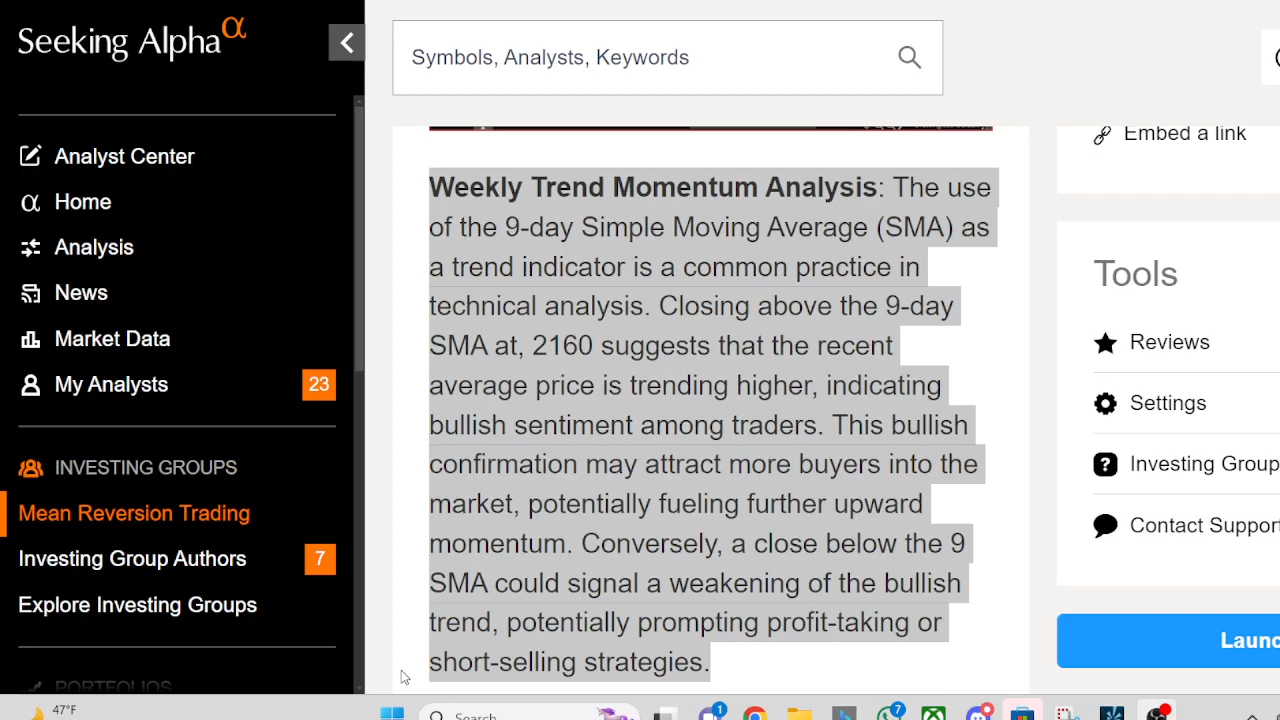 Seeking Alpha α
Symbols, Analysts, Keywords
Analyst Center
Home
Analysis
News
Market Data
My Analysts 23
INVESTING GROUPS
Mean Reversion Trading
Investing Group Authors 7
Explore Investing Groups
PORTFOLIOS
Weekly Trend Momentum Analysis: The use
of the 9-day Simple Moving Average (SMA) as
a trend indicator is a common practice in
technical analysis. Closing above the 9-day
SMA at, 2160 suggests that the recent
average price is trending higher, indicating
bullish sentiment among traders. This bullish
confirmation may attract more buyers into the
market, potentially fueling further upward
momentum. Conversely, a close below the 9
SMA could signal a weakening of the bullish
trend, potentially prompting profit-taking or
short-selling strategies.
Embed a link
Tools
Reviews
Settings
Investing Group
Contact Support
Launc
47°F
Search
1
7